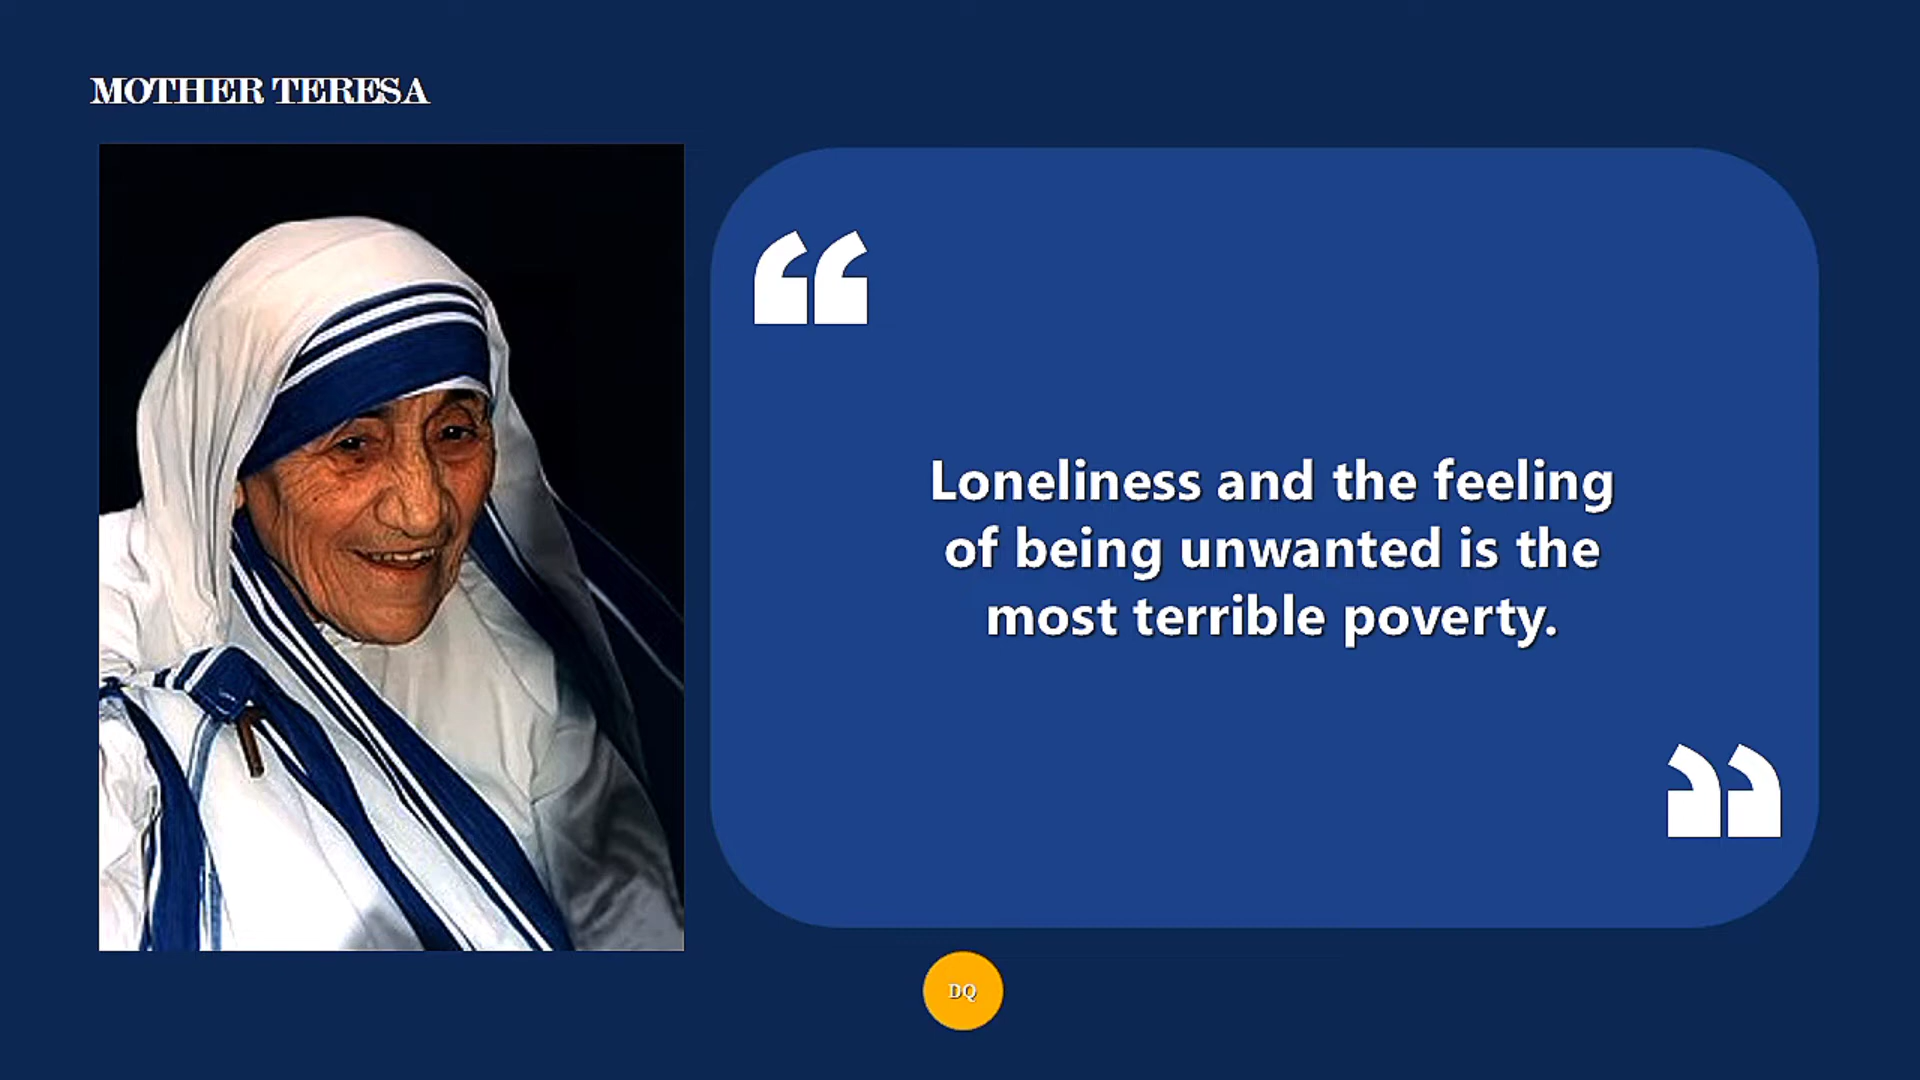 MOTHER TERESA
Loneliness and the feeling
of being unwanted is the
most terrible poverty.
DQ